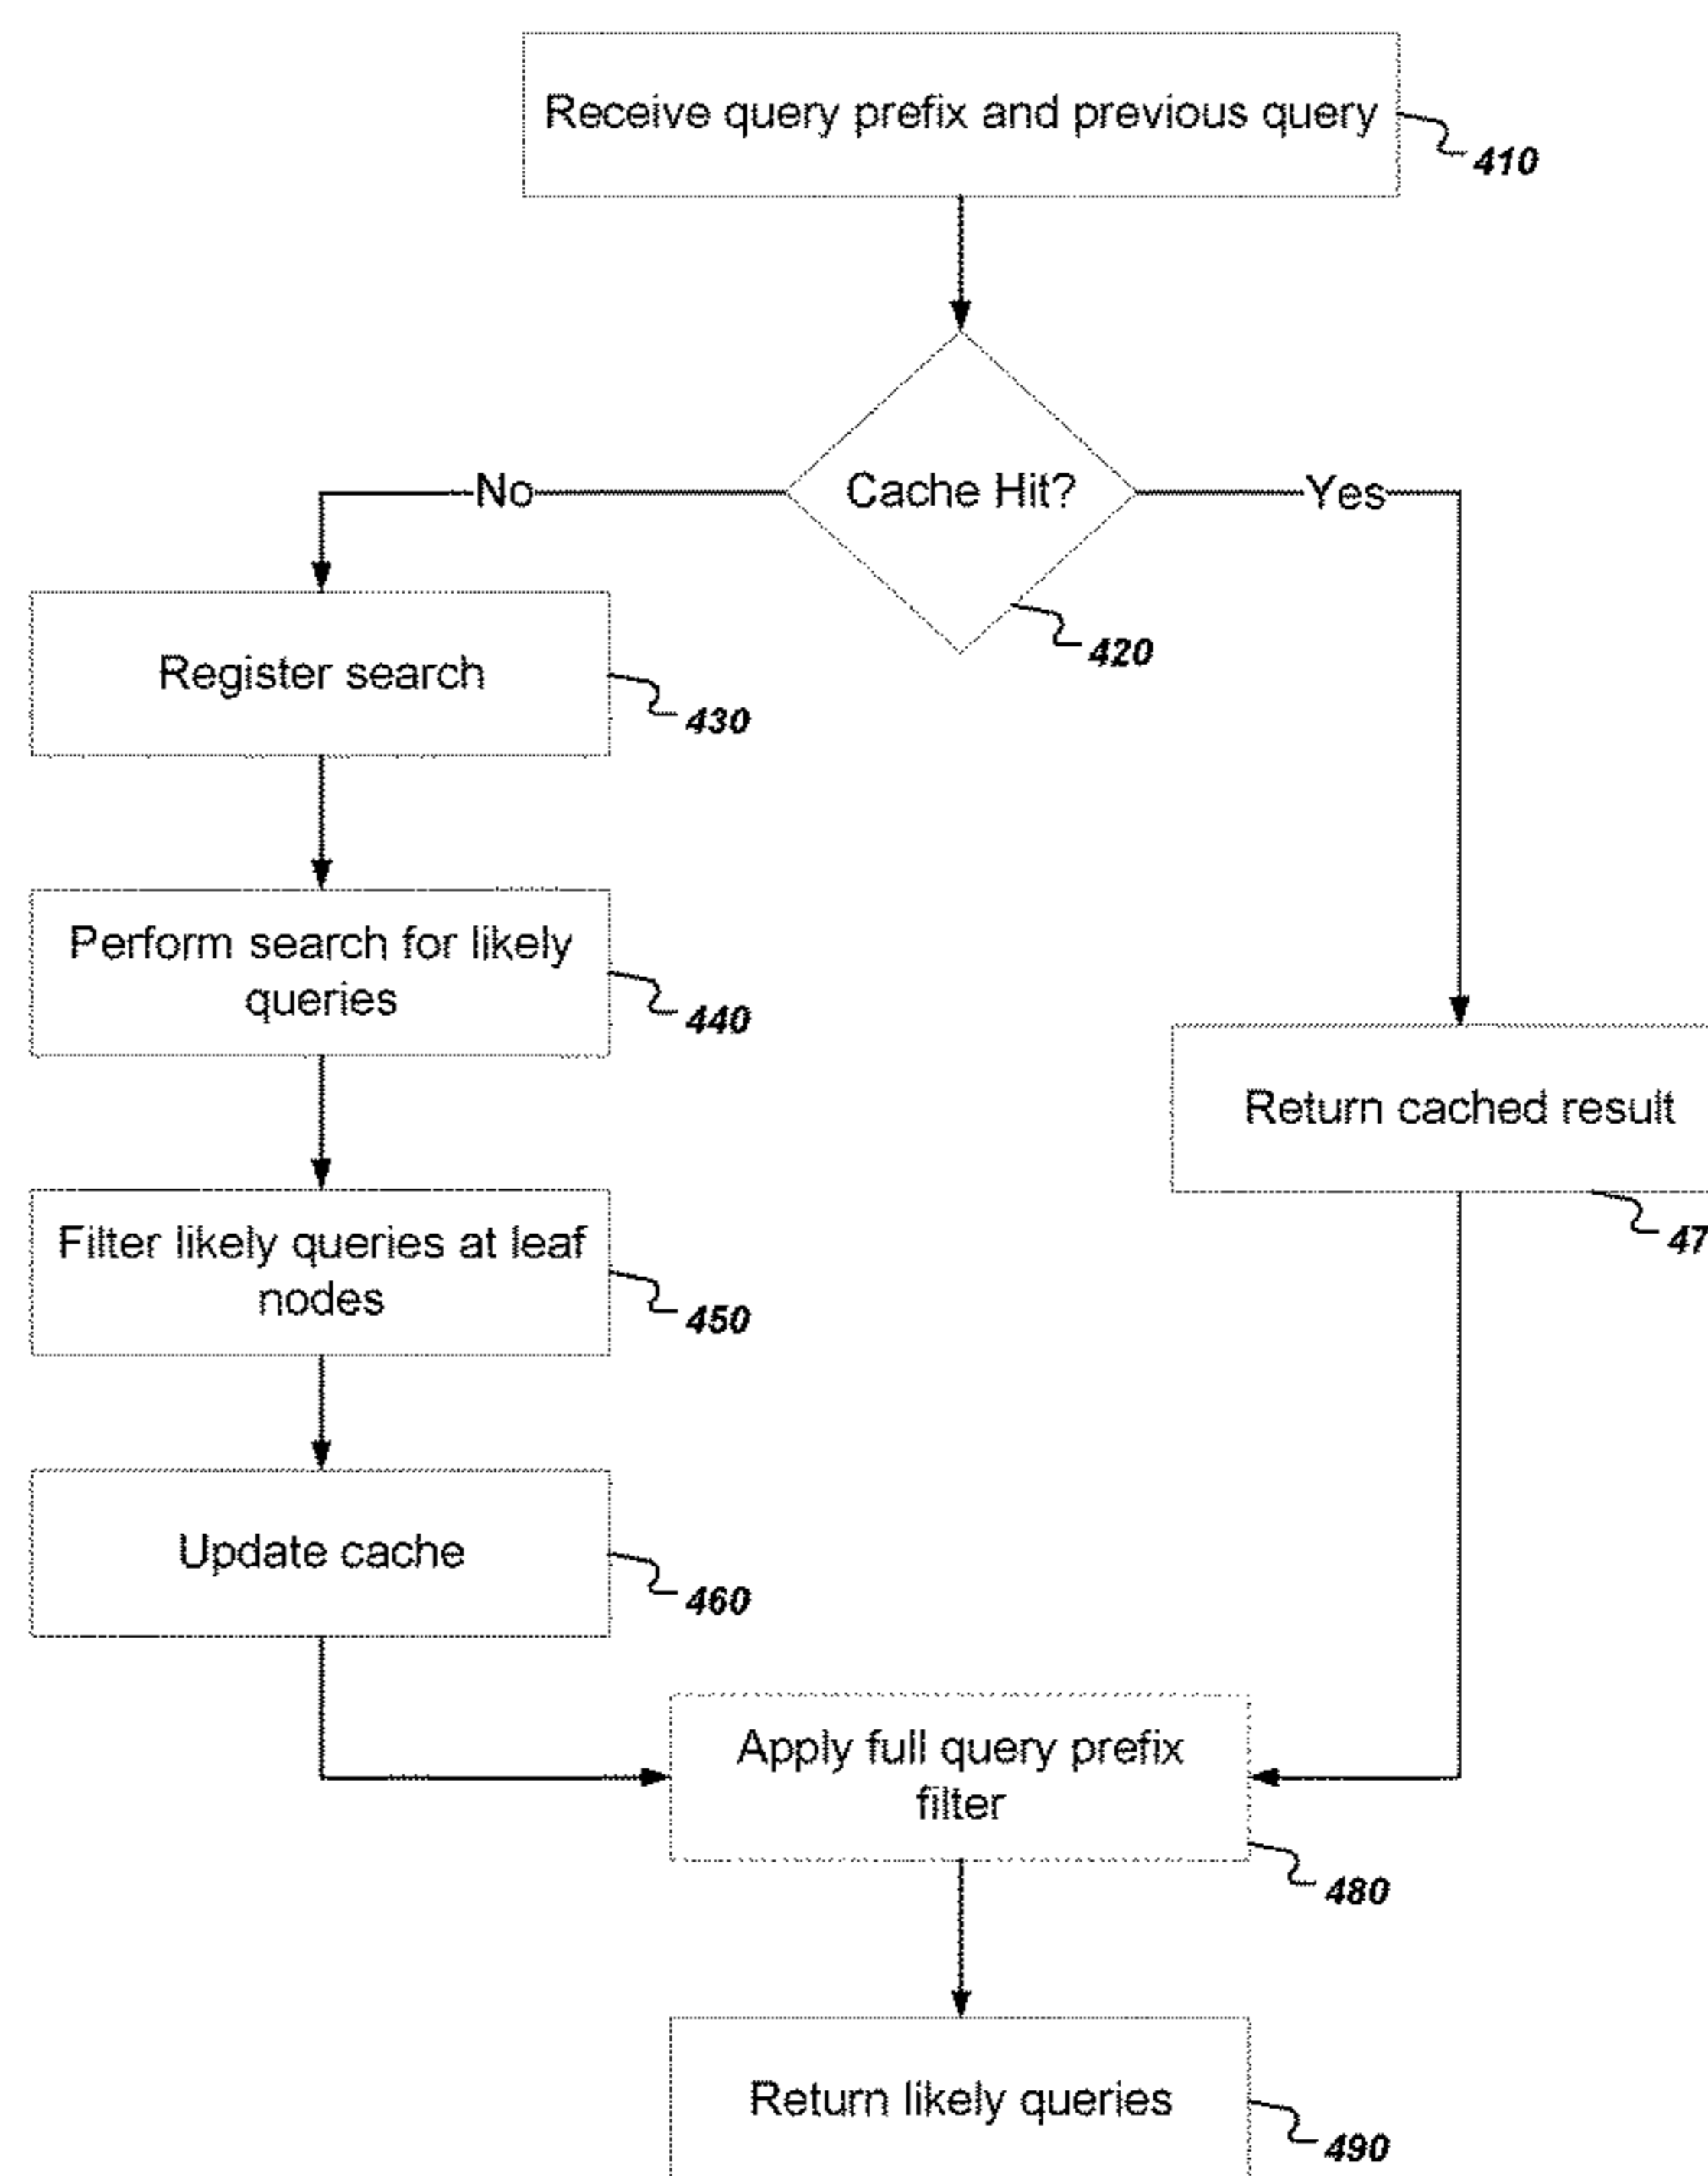 Receive query prefix and previous query
410
Cache Hit?
No
Yes
420
Register search
430
Perform search for likely
queries
440
Return cached result
47
Filter likely queries at leaf
nodes
450
Update cache
460
Apply full query prefix
filter
480
Return likely queries
490